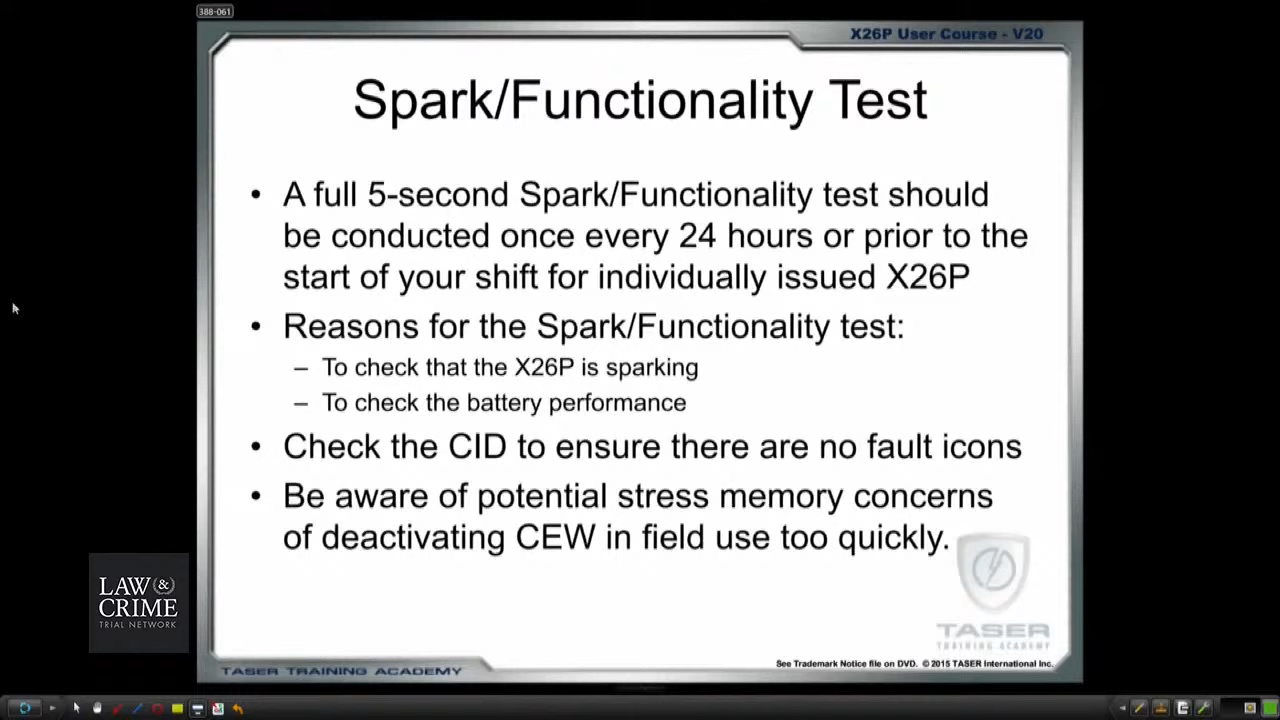 388-061
X26P User Course - V20
Spark/Functionality Test
• A full 5-second Spark/Functionality test should
be conducted once every 24 hours or prior to the
start of your shift for individually issued X26P
• Reasons for the Spark/Functionality test:
– To check that the X26P is sparking
– To check the battery performance
• Check the CID to ensure there are no fault icons
• Be aware of potential stress memory concerns
of deactivating CEW in field use too quickly.
LAW &
CRIME
TRIAL NETWORK
TASER
TRAINING ACADEMY
See Trademark Notice file on DVD. © 2015 TASER International Inc.
TASER TRAINING ACADEMY